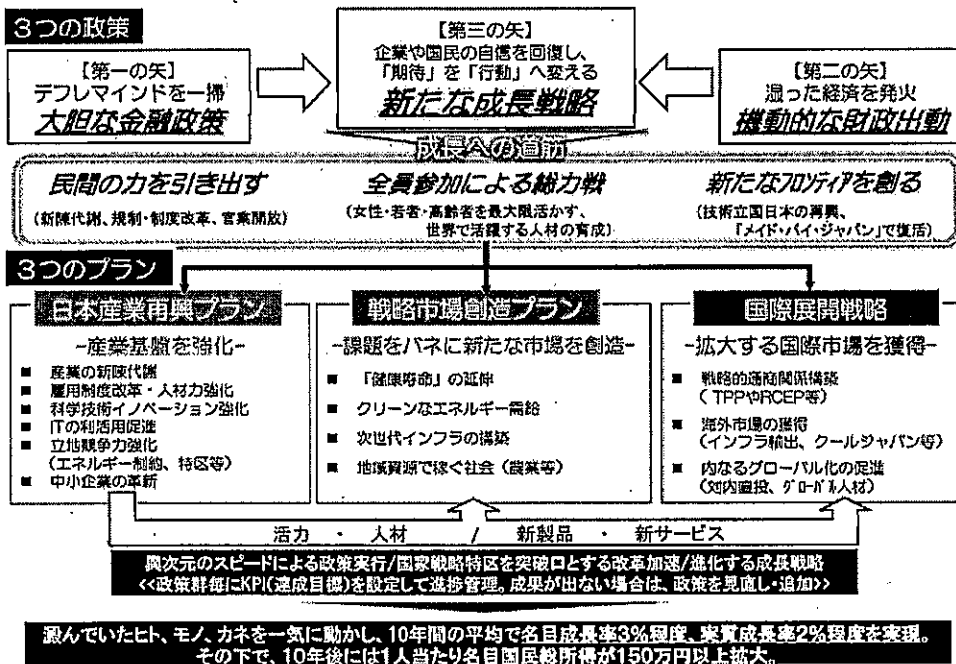 3つの政策
【第一の矢】
デフレマインドを一掃
大胆な金融政策
【第三の矢】
企業や国民の自信を回復し、
「期待」を「行動」へ変える
新たな成長戦略
【第二の矢】
湿った経済を発火
機動的な財政出動
成長への道筋
民間の力を引き出す
(新陳代謝、規制・制度改革、官業開放)
全員参加による総力戦
(女性・若者・高齢者を最大限活かす、
世界で活躍する人材の育成)
新たなフロンティアを創る
(技術立国日本の再興、
「メイド・バイ・ジャパン」で復活)
3つのプラン
日本産業再興プラン
-産業基盤を強化-
■ 産業の新陳代謝
■ 雇用制度改革・人材力強化
■ 科学技術イノベーション強化
■ ITの利活用促進
■ 立地競争力強化
(エネルギー制約、特区等)
■ 中小企業の革新
戦略市場創造プラン
-課題をバネに新たな市場を創造-
■ 「健康寿命」の延伸
■ クリーンなエネルギー需給
■ 次世代インフラの構築
■ 地域資源で稼ぐ社会(農業等)
国際展開戦略
-拡大する国際市場を獲得-
■ 戦略的通商関係構築
(TPPやRCEP等)
■ 海外市場の獲得
(インフラ輸出、クールジャパン等)
■ 内なるグローバル化の促進
(対内直投、グローバル人材)
活力 ・ 人材 / 新製品 ・ 新サービス
異次元のスピードによる政策実行/国家戦略特区を突破口とする改革加速/進化する成長戦略
<<政策群毎にKPI(達成目標)を設定して進捗管理。成果が出ない場合は、政策を見直し・追加>>
澱んでいたヒト、モノ、カネを一気に動かし、10年間の平均で名目成長率3%程度、実質成長率2%程度を実現。
その下で、10年後には1人当たり名目国民総所得が150万円以上拡大。